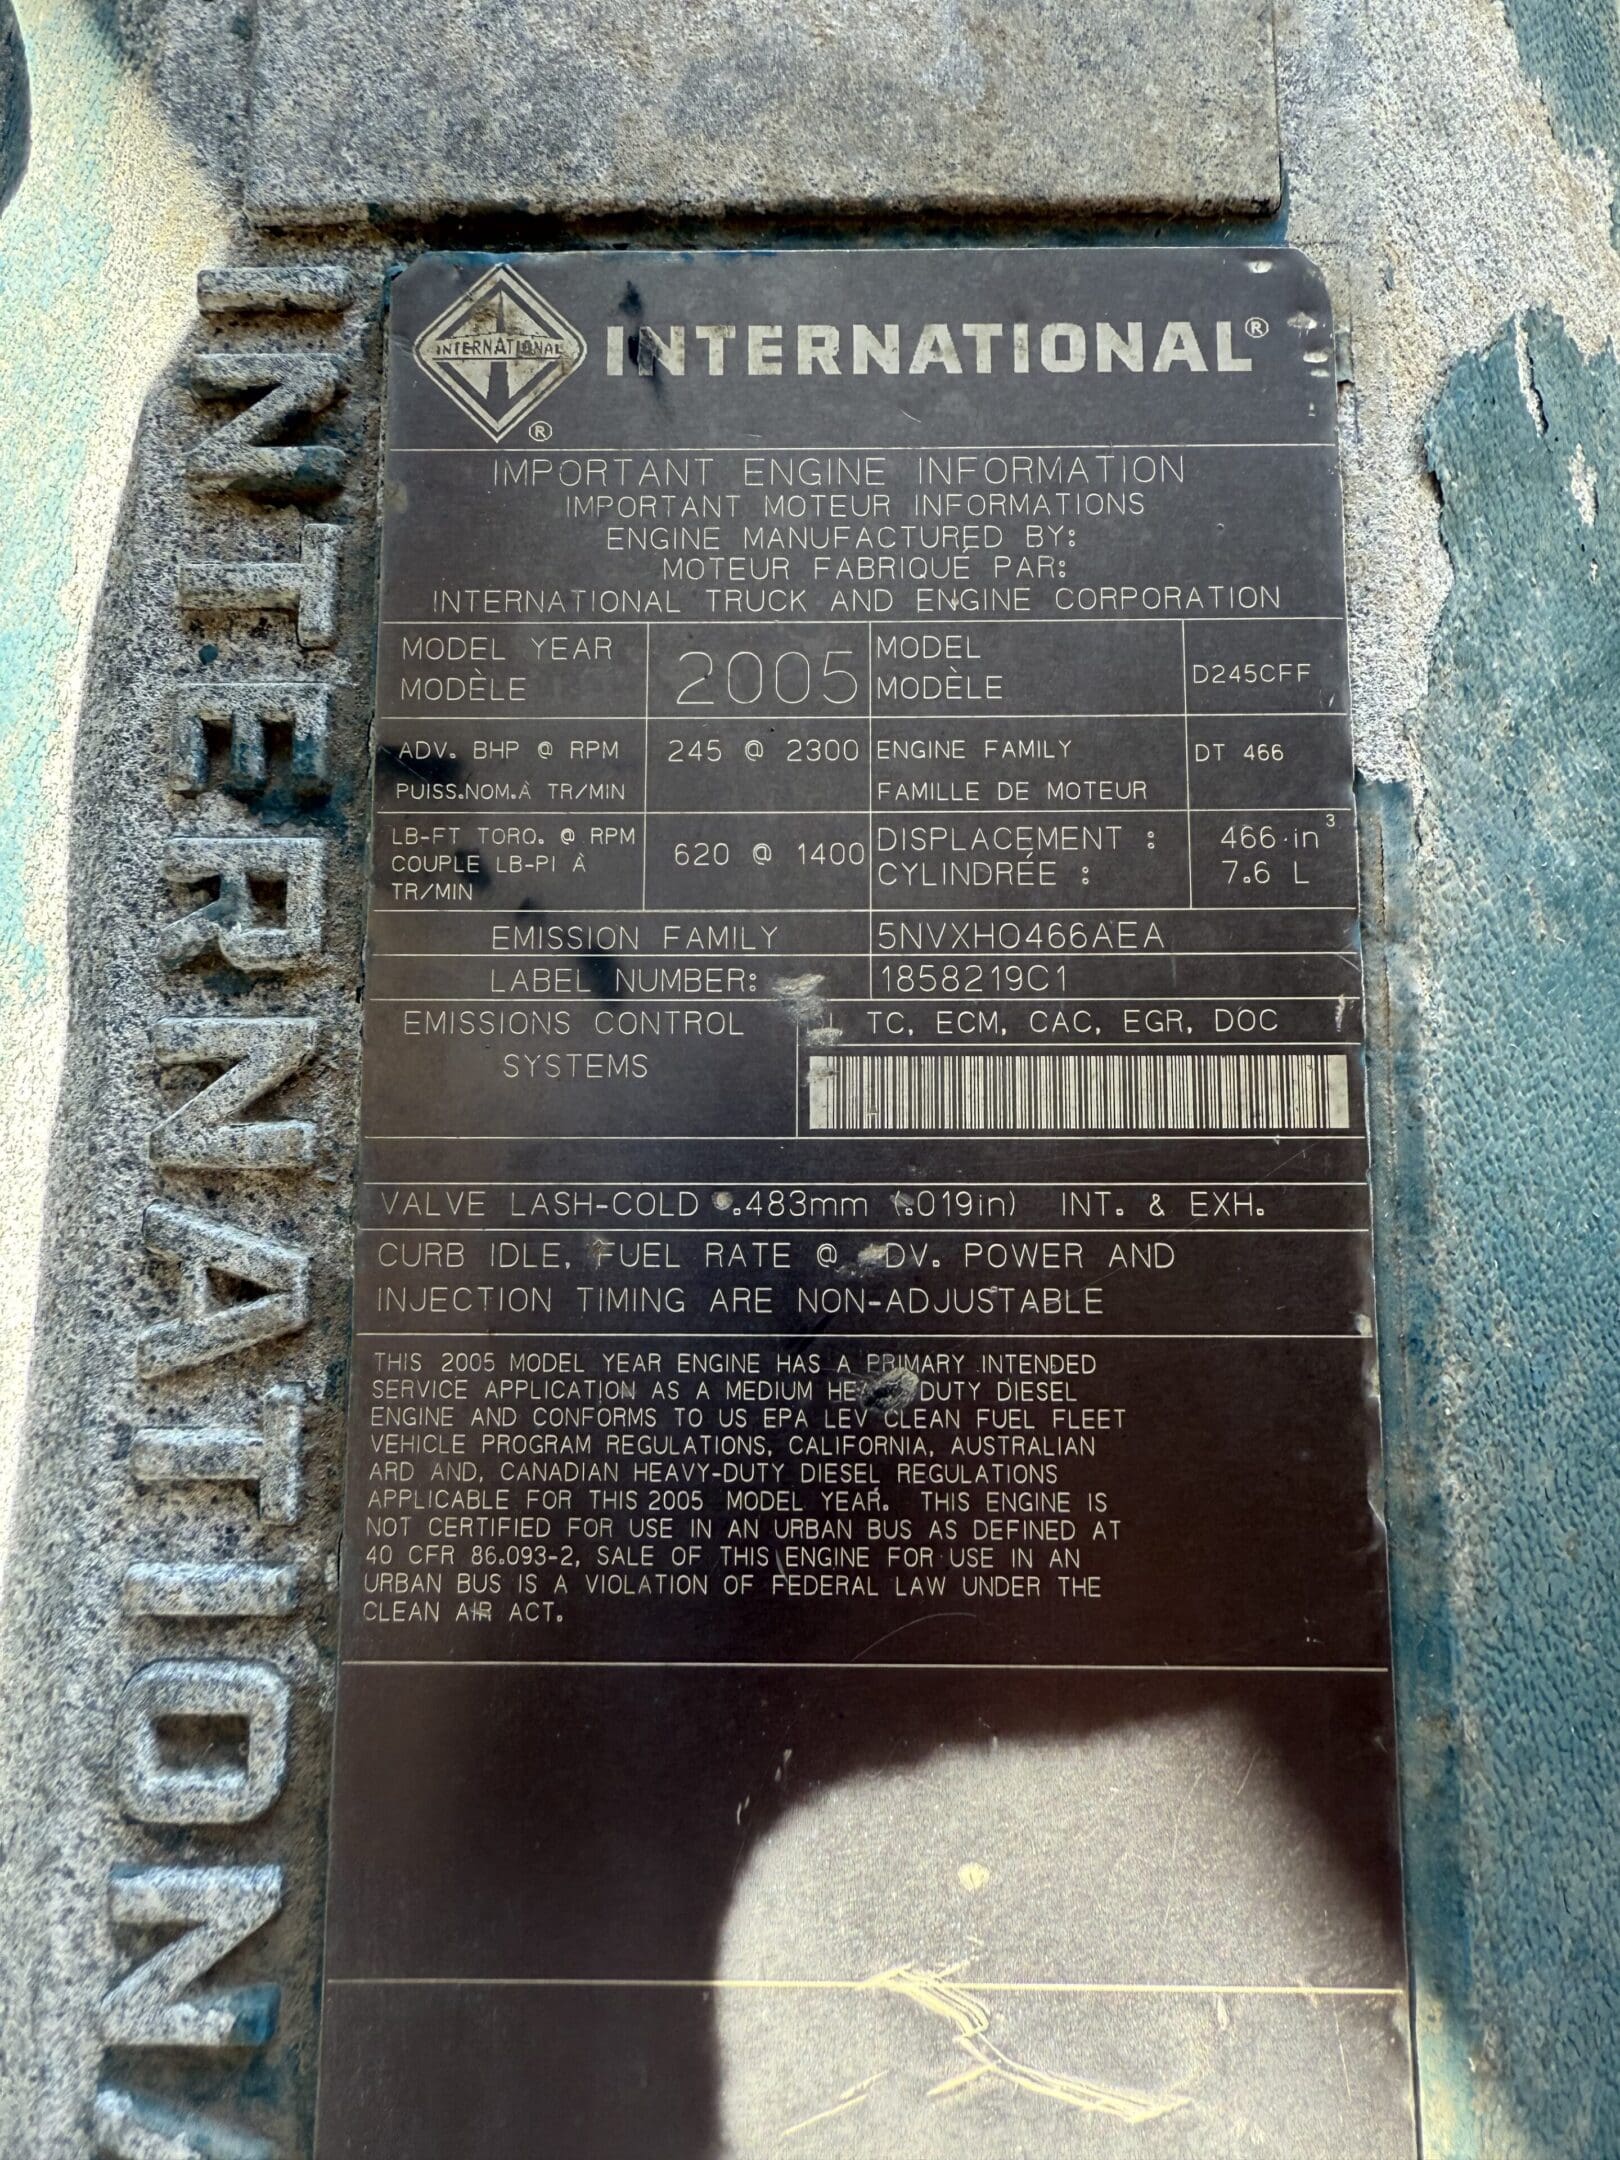 INTERNATIONAL
INTERNATIONAL
®
INTERNATIONAL®
IMPORTANT ENGINE INFORMATION
IMPORTANT MOTEUR INFORMATIONS
ENGINE MANUFACTURED BY:
MOTEUR FABRIQUÉ PAR:
INTERNATIONAL TRUCK AND ENGINE CORPORATION
MODEL YEAR
MODÈLE
2005
MODEL
MODÈLE
D245CFF
ADV. BHP @ RPM
PUISS.NOM.À TR/MIN
245 @ 2300
ENGINE FAMILY
FAMILLE DE MOTEUR
DT 466
LB-FT TORQ. @ RPM
COUPLE LB-PI À
TR/MIN
620 @ 1400
DISPLACEMENT :
CYLINDRÉE :
466·in³
7.6 L
EMISSION FAMILY
5NVXH0466AEA
LABEL NUMBER:
1858219C1
EMISSIONS CONTROL
SYSTEMS
TC, ECM, CAC, EGR, DOC
VALVE LASH-COLD .483mm (.019in) INT. & EXH.
CURB IDLE, FUEL RATE @ DV. POWER AND
INJECTION TIMING ARE NON-ADJUSTABLE
THIS 2005 MODEL YEAR ENGINE HAS A PRIMARY INTENDED
SERVICE APPLICATION AS A MEDIUM HE DUTY DIESEL
ENGINE AND CONFORMS TO US EPA LEV CLEAN FUEL FLEET
VEHICLE PROGRAM REGULATIONS, CALIFORNIA, AUSTRALIAN
ARD AND, CANADIAN HEAVY-DUTY DIESEL REGULATIONS
APPLICABLE FOR THIS 2005 MODEL YEAR. THIS ENGINE IS
NOT CERTIFIED FOR USE IN AN URBAN BUS AS DEFINED AT
40 CFR 86.093-2, SALE OF THIS ENGINE FOR USE IN AN
URBAN BUS IS A VIOLATION OF FEDERAL LAW UNDER THE
CLEAN AIR ACT.